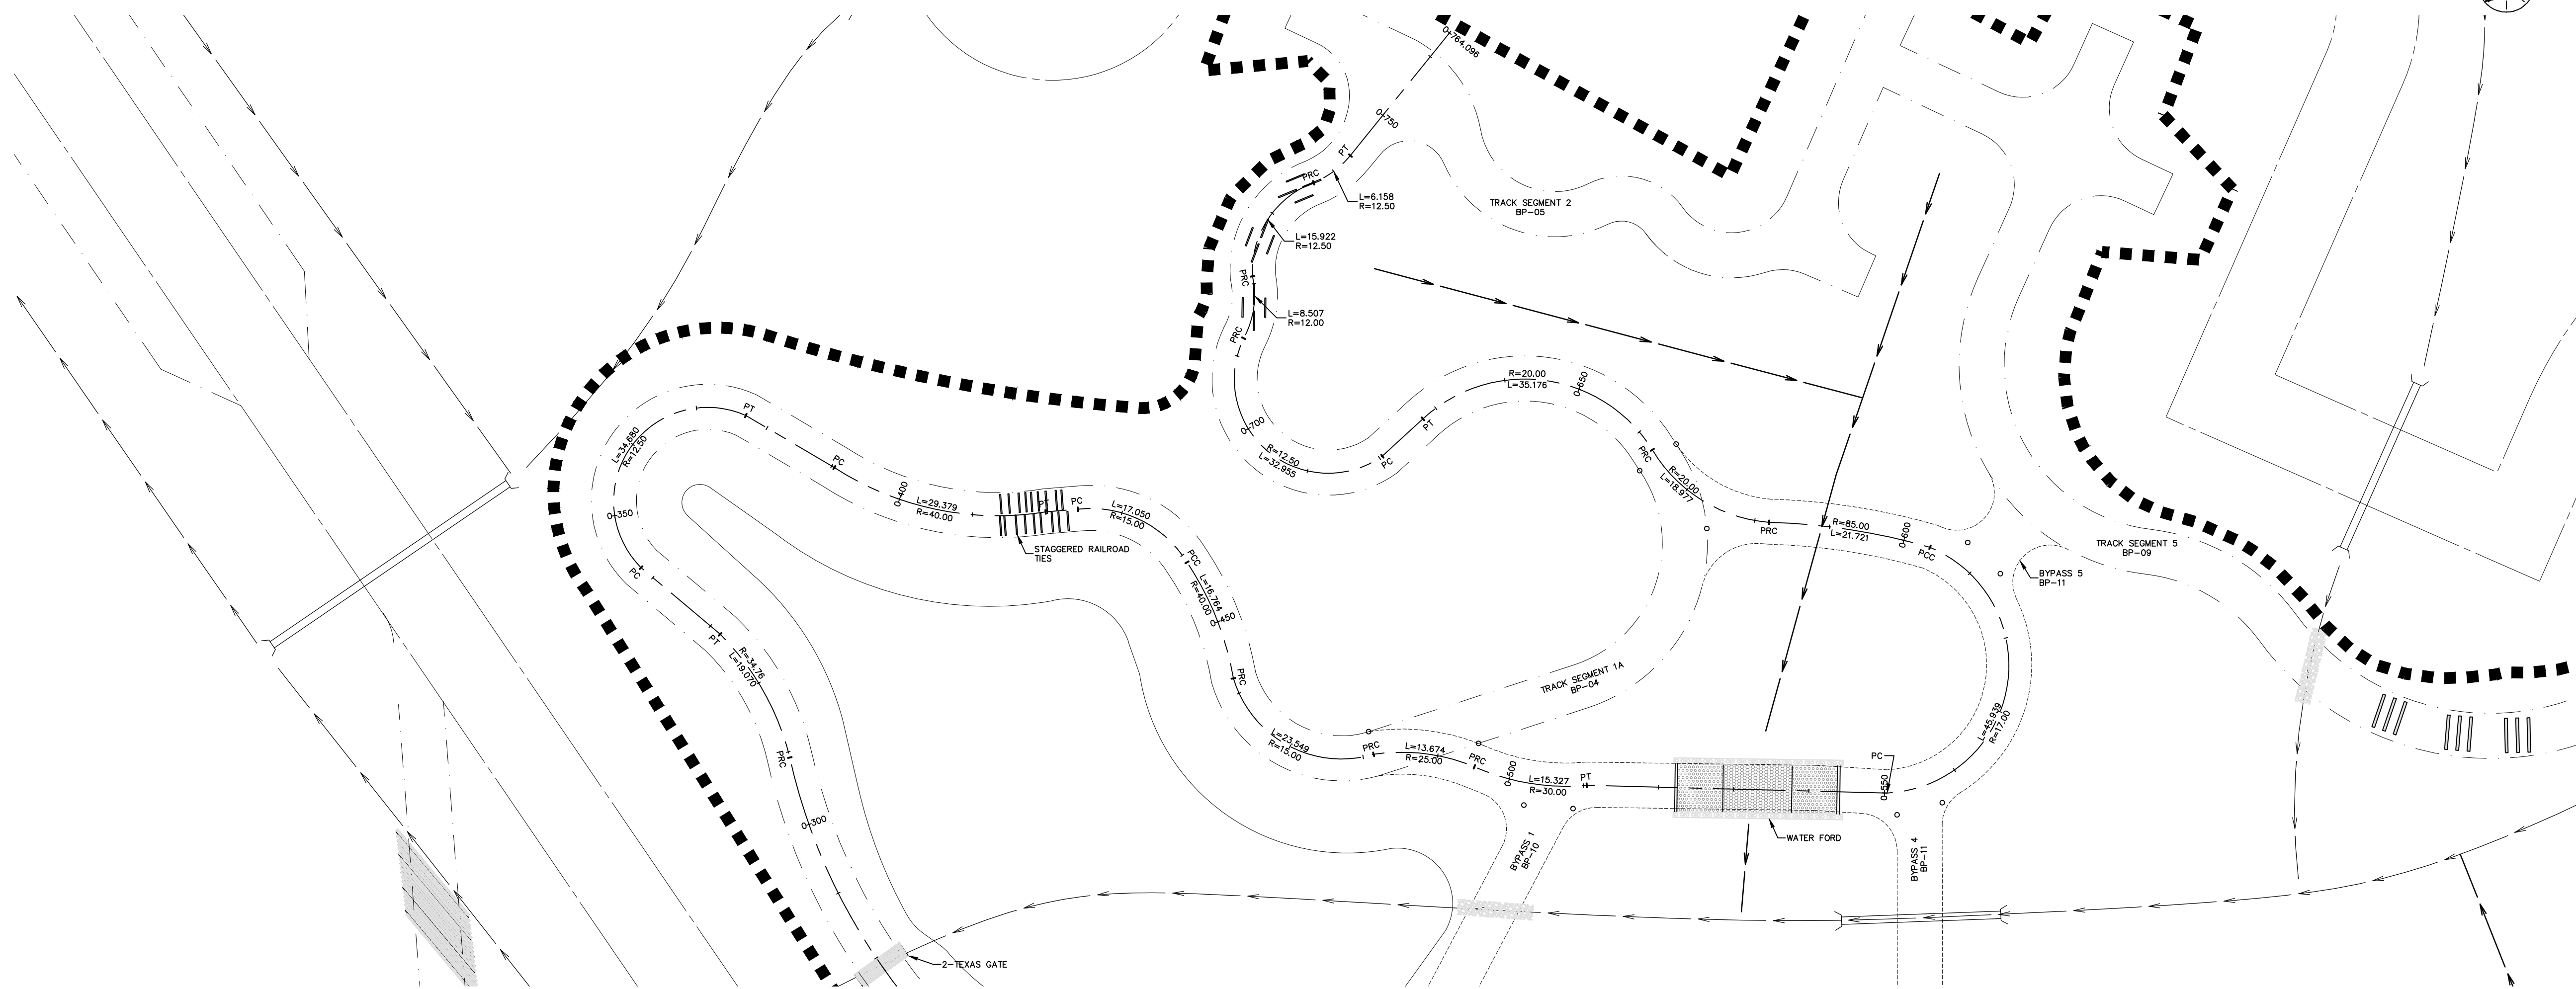 0+764.096
0+750
PT
PRC
L=6.158
R=12.50
TRACK SEGMENT 2
BP-05
L=15.922
R=12.50
PRC
L=8.507
R=12.00
PRC
R=20.00
L=35.176
0+650
PT
L=34.680
R=12.50
PT
0+700
PRC
R=12.50
L=32.955
PC
PC
R=20.00
L=18.977
0+400
L=29.379
R=40.00
PT
PC
L=17.050
R=15.00
0+350
PRC
R=85.00
L=21.721
0+600
PCC
TRACK SEGMENT 5
BP-09
STAGGERED RAILROAD
TIES
PCC
PC
BYPASS 5
BP-11
L=16.764
R=40.00
0+450
PT
R=34.76
L=19.070
PRC
TRACK SEGMENT 1A
BP-04
L=45.939
R=17.00
L=23.549
R=15.00
PRC
L=13.674
R=25.00
PRC
PRC
PC
0+500
L=15.327
R=30.00
PT
0+550
0+300
WATER FORD
BYPASS 1
BP-10
BYPASS 4
BP-11
2-TEXAS GATE